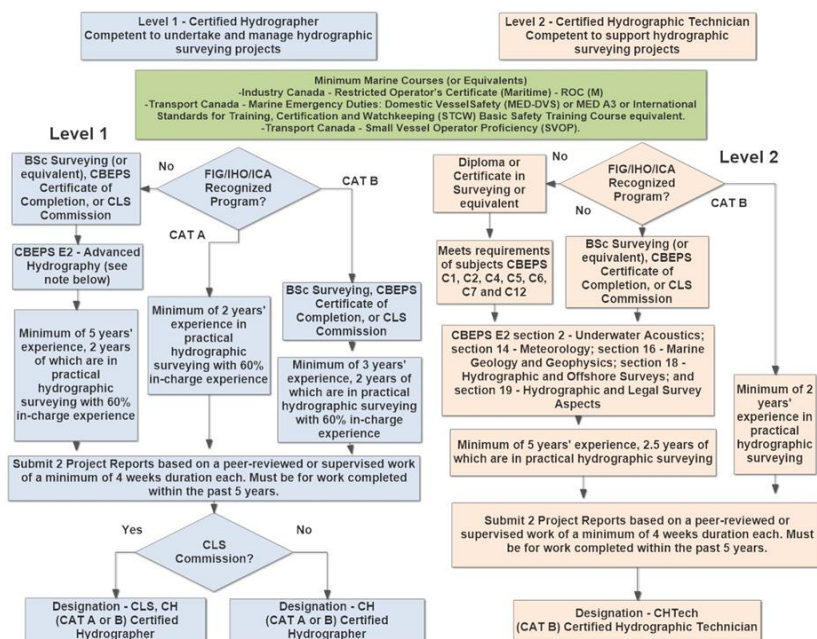 Level 1 - Certified Hydrographer
Competent to undertake and manage hydrographic
surveying projects
Level 2 - Certified Hydrographic Technician
Competent to support hydrographic
surveying projects
Minimum Marine Courses (or Equivalents)
-Industry Canada - Restricted Operator's Certificate (Maritime) - ROC (M)
-Transport Canada - Marine Emergency Duties: Domestic VesselSafety (MED-DVS) or MED A3 or International
Standards for Training, Certification and Watchkeeping (STCW) Basic Safety Training Course equivalent.
-Transport Canada - Small Vessel Operator Proficiency (SVOP).
Level 1
BSc Surveying (or
equivalent), CBEPS
Certificate of
Completion, or CLS
Commission
No
FIG/IHO/ICA
Recognized
Program?
CAT B
CAT A
CBEPS E2 - Advanced
Hydrography (see
note below)
Minimum of 5 years'
experience, 2 years
of which are in
practical
hydrographic
surveying with 60%
in-charge experience
Minimum of 2 years'
experience in
practical
hydrographic
surveying with 60%
in-charge experience
BSc Surveying, CBEPS
Certificate of
Completion, or CLS
Commission
Minimum of 3 years'
experience, 2 years of
which are in practical
hydrographic surveying
with 60% in-charge
experience
Submit 2 Project Reports based on a peer-reviewed or supervised work
of a minimum of 4 weeks duration each. Must be for work completed
within the past 5 years.
Yes
No
CLS
Commission?
Designation - CLS, CH
(CAT A or B) Certified
Hydrographer
Designation - CH
(CAT A or B) Certified
Hydrographer
Level 2
Diploma or
Certificate in
Surveying or
equivalent
No
FIG/IHO/ICA
Recognized
Program?
No
CAT B
Meets requirements
of subjects CBEPS
C1, C2, C4, C5, C6,
C7 and C12
BSc Surveying (or
equivalent), CBEPS
Certificate of
Completion, or CLS
Commission
CBEPS E2 section 2 - Underwater Acoustics;
section 14 - Meteorology; section 16 - Marine
Geology and Geophysics; section 18 -
Hydrographic and Offshore Surveys; and
section 19 - Hydrographic and Legal Survey
Aspects
Minimum of 2
years'
experience in
practical
hydrographic
surveying
Minimum of 5 years' experience, 2.5 years of
which are in practical hydrographic surveying
Submit 2 Project Reports based on a peer-reviewed or
supervised work of a minimum of 4 weeks duration each. Must
be for work completed within the past 5 years.
Designation - CHTech
(CAT B) Certified Hydrographic Technician